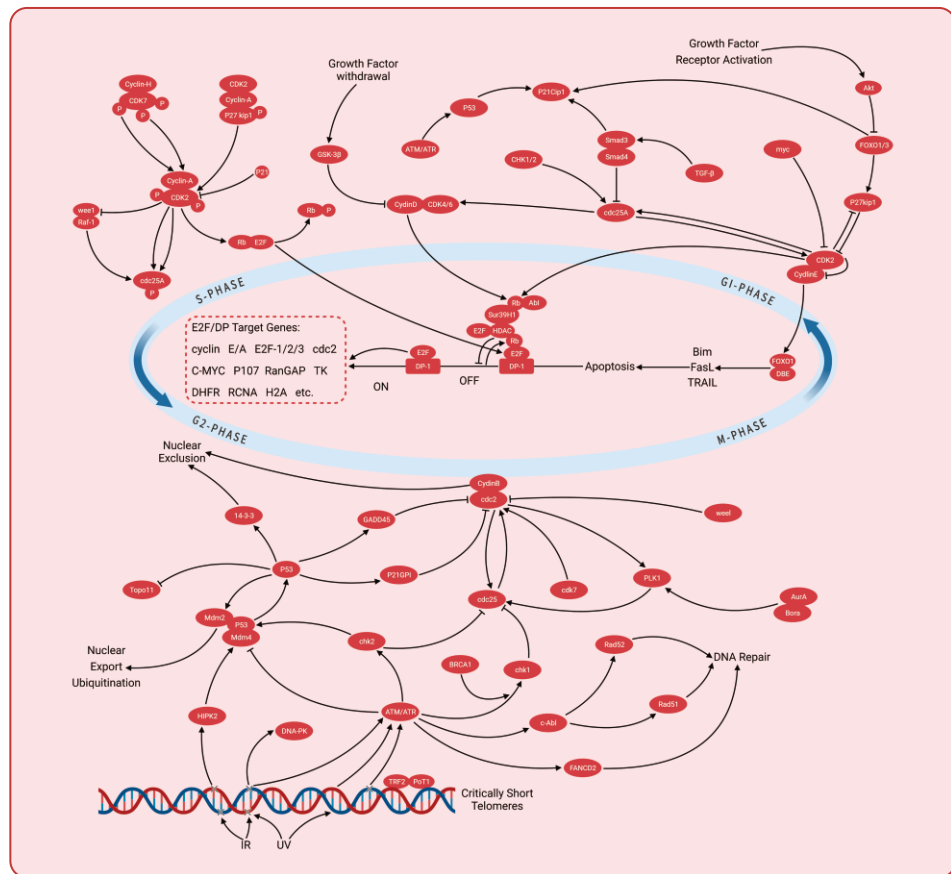 Growth Factor
Receptor Activation
Growth Factor
withdrawal
Cyclin-H
CDK7
P
P
P
CDK2
Cyclin-A
P27 kip1
P
Akt
P53
P21Cip1
ATM/ATR
GSK-3β
Smad3
Smad4
CHK1/2
TGF-β
myc
FOXO1/3
P21
Cyclin-A
CDK2
P
P
wee1
Raf-1
Rb
P
CydinD
CDK4/6
cdc25A
P27kip1
Rb
E2F
cdc25A
P
CDK2
CydlinE
S-PHASE
GI-PHASE
Rb
Abl
Sur39H1
E2F
HDAC
Rb
E2F
DP-1
E2F/DP Target Genes:
cyclin E/A E2F-1/2/3 cdc2
C-MYC P107 RanGAP TK
DHFR RCNA H2A etc.
E2F
DP-1
ON
OFF
Apoptosis
Bim
FasL
TRAIL
FOXO1
DBE
G2-PHASE
M-PHASE
Nuclear
Exclusion
CydinB
cdc2
14-3-3
GADD45
weel
P53
P21GPI
Topo11
cdc25
cdk7
PLK1
AurA
Bora
Mdm2
P53
Mdm4
chk2
Nuclear
Export
Ubiquitination
BRCA1
chk1
Rad52
DNA Repair
HIPK2
DNA-PK
ATM/ATR
c-Abl
Rad51
FANCD2
TRF2
PoT1
Critically Short
Telomeres
IR
UV